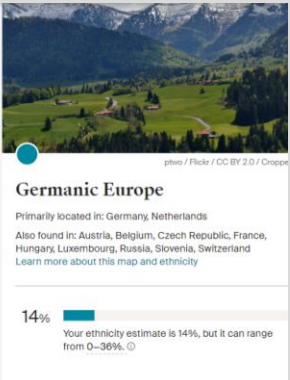 ptwo / Flickr / CC BY 2.0 / Croppe
Germanic Europe
Primarily located in: Germany, Netherlands
Also found in: Austria, Belgium, Czech Republic, France,
Hungary, Luxembourg, Russia, Slovenia, Switzerland
Learn more about this map and ethnicity
14%
Your ethnicity estimate is 14%, but it can range
from 0—36%.